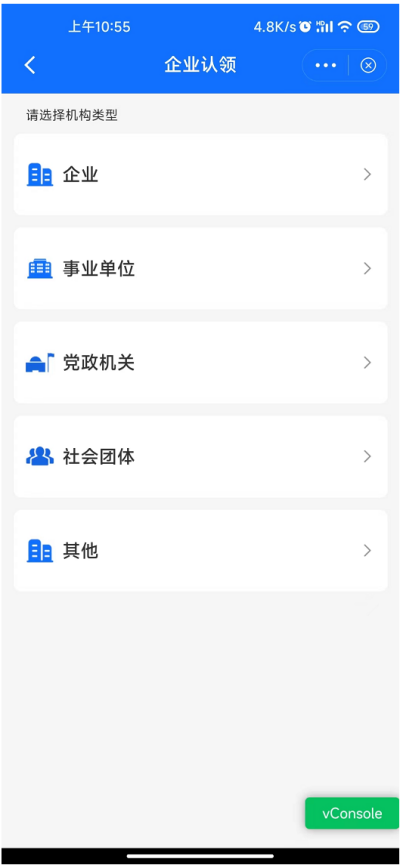 上午10:55 4.8K/s HD 59
企业认领
请选择机构类型
企业
事业单位
党政机关
社会团体
其他
vConsole